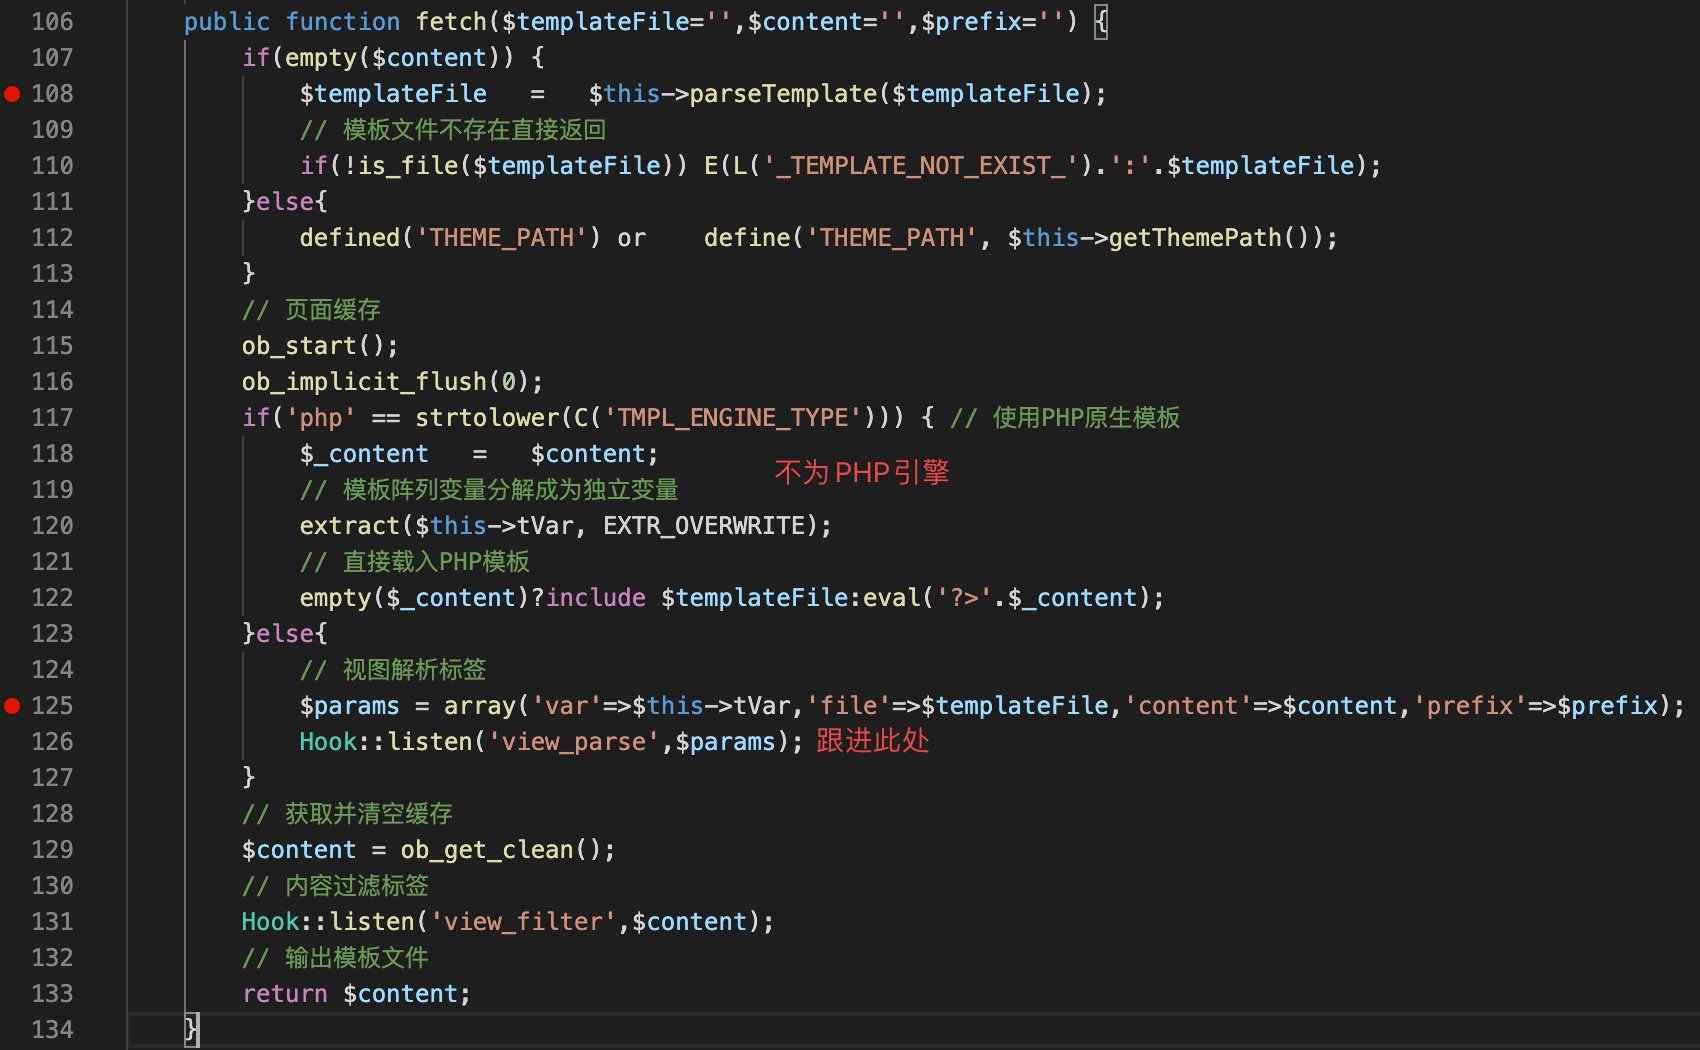 106 public function fetch($templateFile='',$content='',$prefix='') {
107 if(empty($content)) {
108 $templateFile   =   $this->parseTemplate($templateFile);
109 // 模板文件不存在直接返回
110 if(!is_file($templateFile)) E(L('_TEMPLATE_NOT_EXIST_').':'.$templateFile);
111 }else{
112 defined('THEME_PATH') or    define('THEME_PATH', $this->getThemePath());
113 }
114 // 页面缓存
115 ob_start();
116 ob_implicit_flush(0);
117 if('php' == strtolower(C('TMPL_ENGINE_TYPE'))) { // 使用PHP原生模板
118 $_content   =   $content;
不为PHP引擎
119 // 模板阵列变量分解成为独立变量
120 extract($this->tVar, EXTR_OVERWRITE);
121 // 直接载入PHP模板
122 empty($_content)?include $templateFile:eval('?>'.$_content);
123 }else{
124 // 视图解析标签
125 $params = array('var'=>$this->tVar,'file'=>$templateFile,'content'=>$content,'prefix'=>$prefix);
126 Hook::listen('view_parse',$params); 跟进此处
127 }
128 // 获取并清空缓存
129 $content = ob_get_clean();
130 // 内容过滤标签
131 Hook::listen('view_filter',$content);
132 // 输出模板文件
133 return $content;
134 }